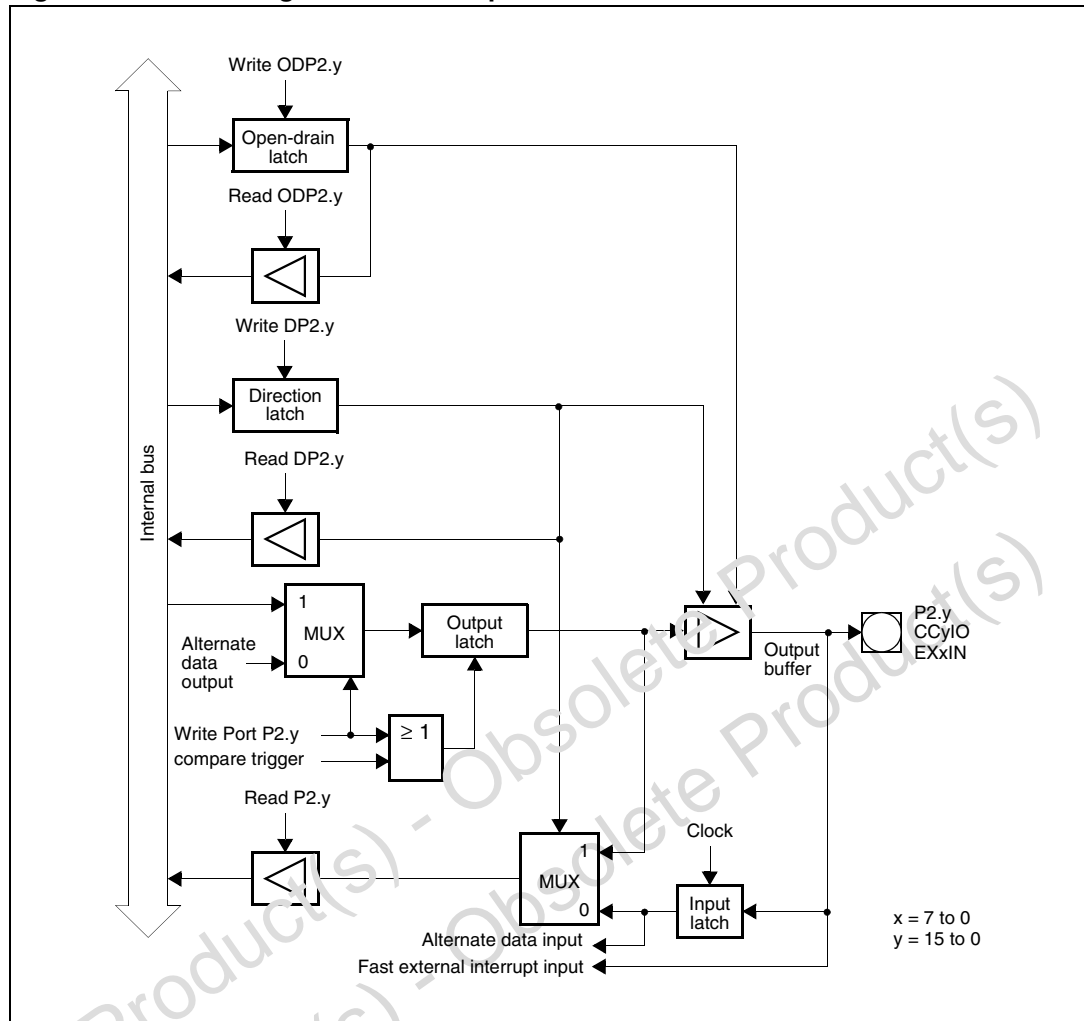 Write ODP2.y
Open-drain
latch
Read ODP2.y
Write DP2.y
Direction
latch
Read DP2.y
Internal bus
1
MUX
0
Alternate
data
output
Output
latch
Output
buffer
P2.y
CCyIO
EXxIN
Write Port P2.y
compare trigger
≥ 1
Read P2.y
1
MUX
0
Clock
Input
latch
Alternate data input
Fast external interrupt input
x = 7 to 0
y = 15 to 0
Product(s) - Obsolete Product(s)
Product(s) - Obsolete Product(s)